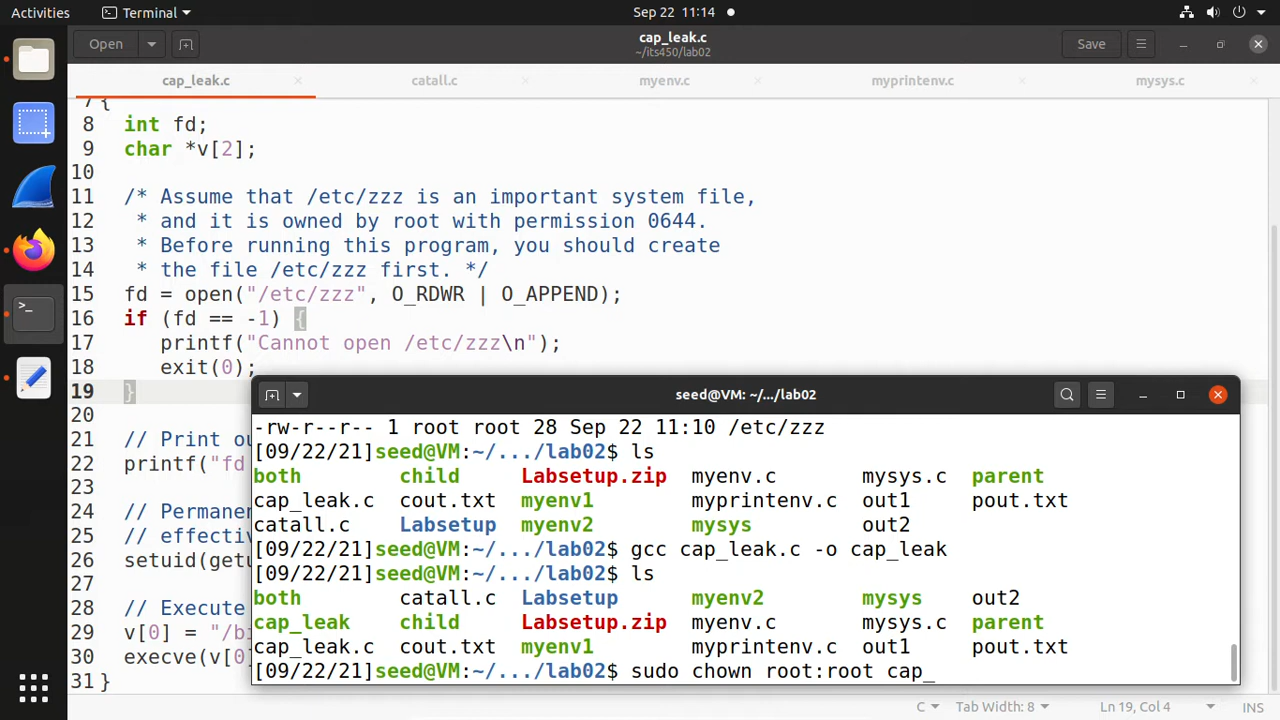 Activities
Terminal
Sep 22 11:14
Open
cap_leak.c
~/its450/lab02
Save
cap_leak.c
catall.c
myenv.c
myprintenv.c
mysys.c
7 {
8 int fd;
9 char *v[2];
10
11 /* Assume that /etc/zzz is an important system file,
12 * and it is owned by root with permission 0644.
13 * Before running this program, you should create
14 * the file /etc/zzz first. */
15 fd = open("/etc/zzz", O_RDWR | O_APPEND);
16 if (fd == -1) {
17 printf("Cannot open /etc/zzz\n");
18 exit(0);
19 }
20
21 // Print ou
22 printf("fd
23
24 // Permanen
25 // effectiv
26 setuid(getu
27
28 // Execute
29 v[0] = "/bi
30 execve(v[0
31 }
seed@VM: ~/.../lab02
-rw-r--r-- 1 root root 28 Sep 22 11:10 /etc/zzz
[09/22/21]seed@VM:~/.../lab02$ ls
both child Labsetup.zip myenv.c mysys.c parent
cap_leak.c cout.txt myenv1 myprintenv.c out1 pout.txt
catall.c Labsetup myenv2 mysys out2
[09/22/21]seed@VM:~/.../lab02$ gcc cap_leak.c -o cap_leak
[09/22/21]seed@VM:~/.../lab02$ ls
both catall.c Labsetup myenv2 mysys out2
cap_leak child Labsetup.zip myenv.c mysys.c parent
cap_leak.c cout.txt myenv1 myprintenv.c out1 pout.txt
[09/22/21]seed@VM:~/.../lab02$ sudo chown root:root cap_
C
Tab Width: 8
Ln 19, Col 4
INS